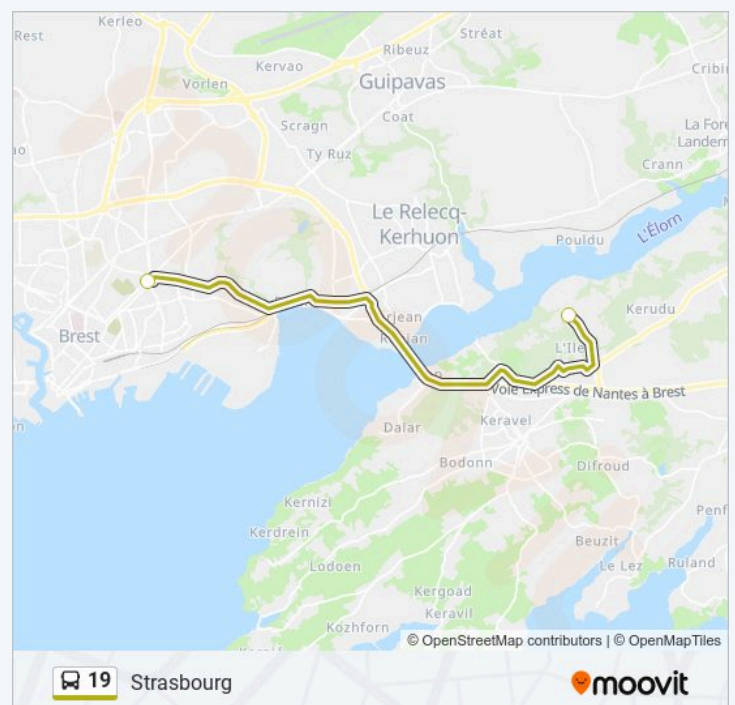 Kerleo
Rest
Stréat
Ribeuz
Kervao
Vorlen
Guipavas
Cribin
Coat
Scragn
La Fore
Landern
Ty Ruz
Crann
Le Relecq-
Kerhuon
L'Élorn
Pouldu
Kerudu
Brest
L'Ile
Voie Express de Nantes à Brest
Dalar
Keravel
Bodonn
Difroud
Kernizi
Penf
Kerdrein
Beuzit
Le Lez
Ruland
Lodoen
Kergoad
Keravil
Kozhforn
© OpenStreetMap contributors | © OpenMapTiles
19 Strasbourg
moovit